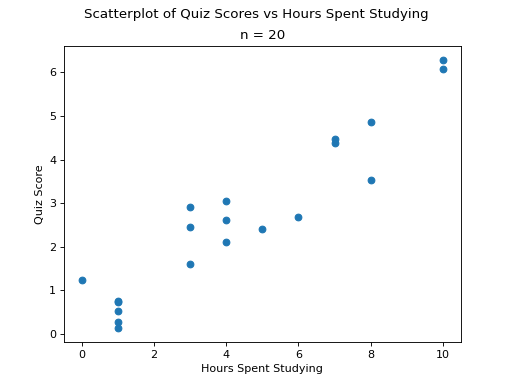 Scatterplot of Quiz Scores vs Hours Spent Studying
n = 20
6
5
4
3
2
1
0
Quiz Score
0 2 4 6 8 10
Hours Spent Studying